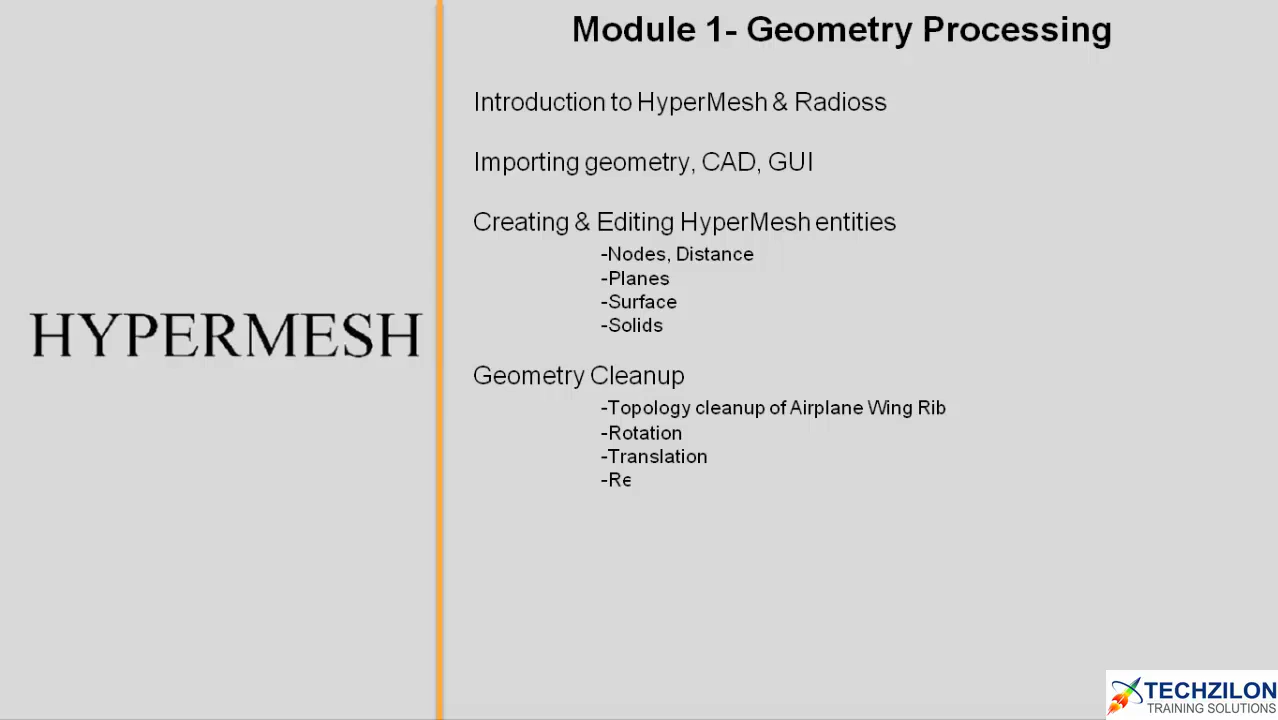 Module 1- Geometry Processing
Introduction to HyperMesh & Radioss
Importing geometry, CAD, GUI
Creating & Editing HyperMesh entities
-Nodes, Distance
-Planes
-Surface
-Solids
HYPERMESH
Geometry Cleanup
-Topology cleanup of Airplane Wing Rib
-Rotation
-Translation
-Re
TECHZILON
TRAINING SOLUTIONS